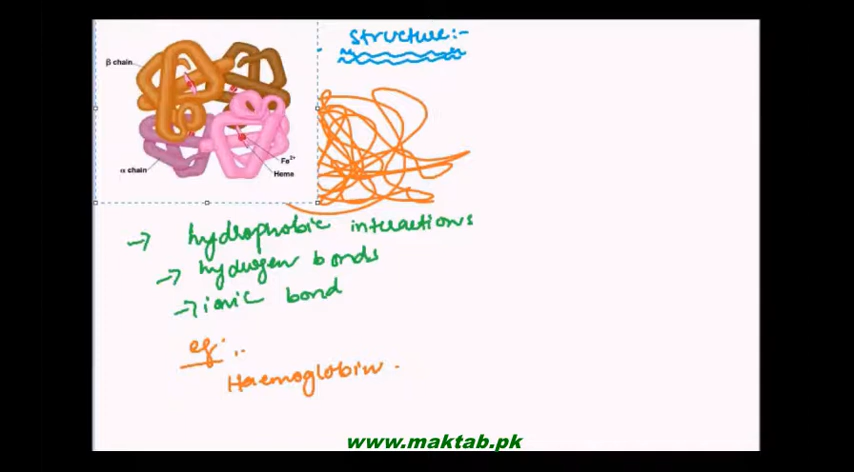 structure:-
β chain
Fe²⁺
α chain
Heme
→ hydrophobic interactions
→ hydrogen bonds
→ ionic bond
eg:..
Haemoglobin.
www.maktab.pk